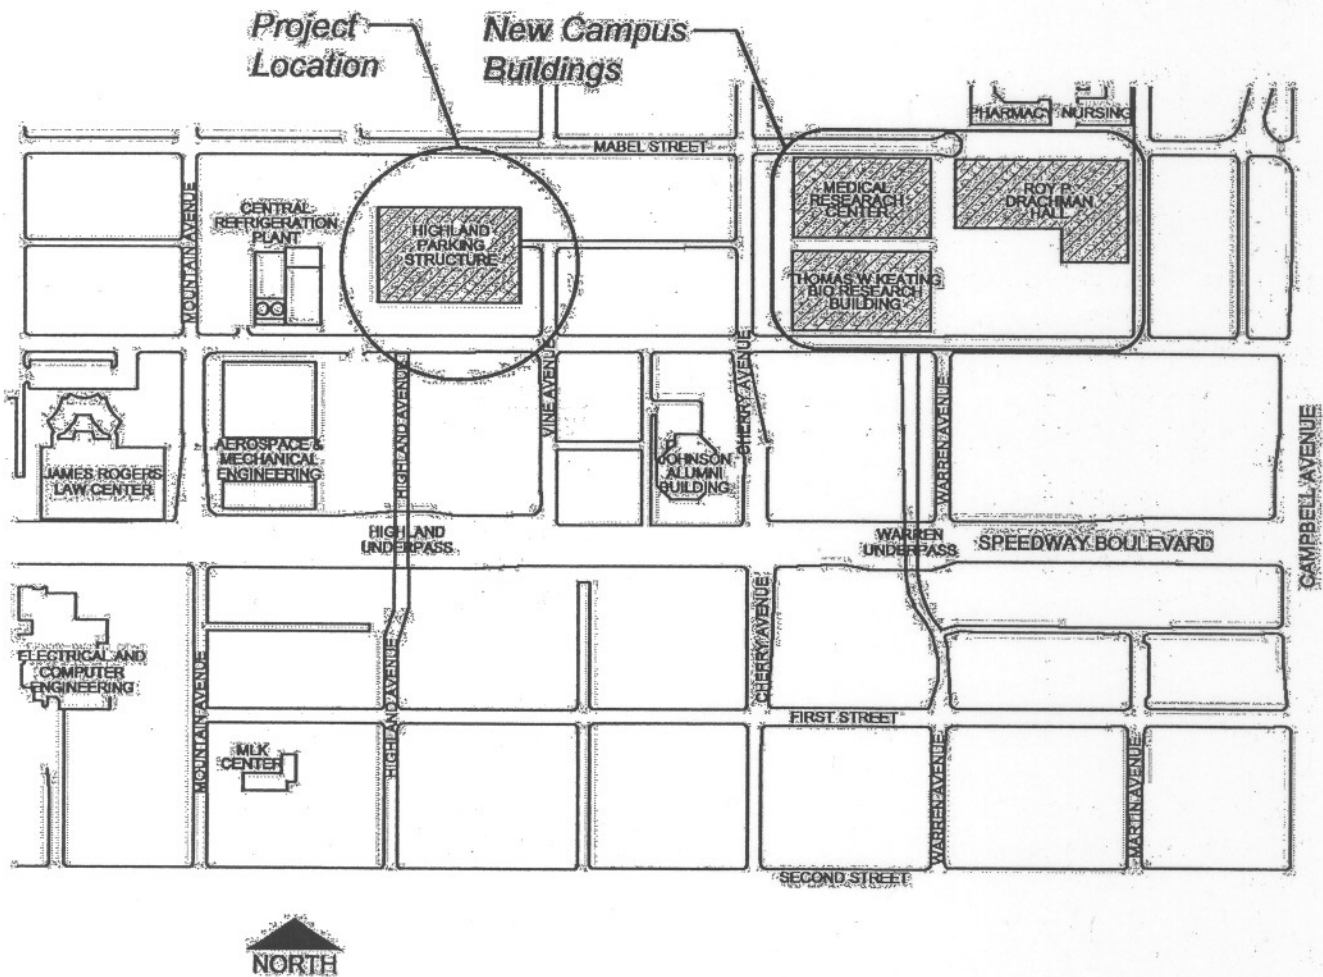 Project
Location
New Campus
Buildings
PHARMACY
NURSING
MABEL STREET
MOUNTAIN AVENUE
CENTRAL
REFRIGERATION
PLANT
HIGHLAND
PARKING
STRUCTURE
MEDICAL
RESEARACH
CENTER
ROY P.
DRACHMAN
HALL
THOMAS W. KEATING
BIO RESEARCH
BUILDING
JAMES ROGERS
LAW CENTER
AEROSPACE &
MECHANICAL
ENGINEERING
HIGHLAND AVENUE
VINE AVENUE
JOHNSON
ALUMNI
BUILDING
CHERRY AVENUE
WARREN AVENUE
CAMPBELL AVENUE
HIGHLAND
UNDERPASS
WARREN
UNDERPASS
SPEEDWAY BOULEVARD
ELECTRICAL AND
COMPUTER
ENGINEERING
MOUNTAIN AVENUE
HIGHLAND AVENUE
CHERRY AVENUE
FIRST STREET
MLK
CENTER
WARREN AVENUE
MARTIN AVENUE
SECOND STREET
NORTH